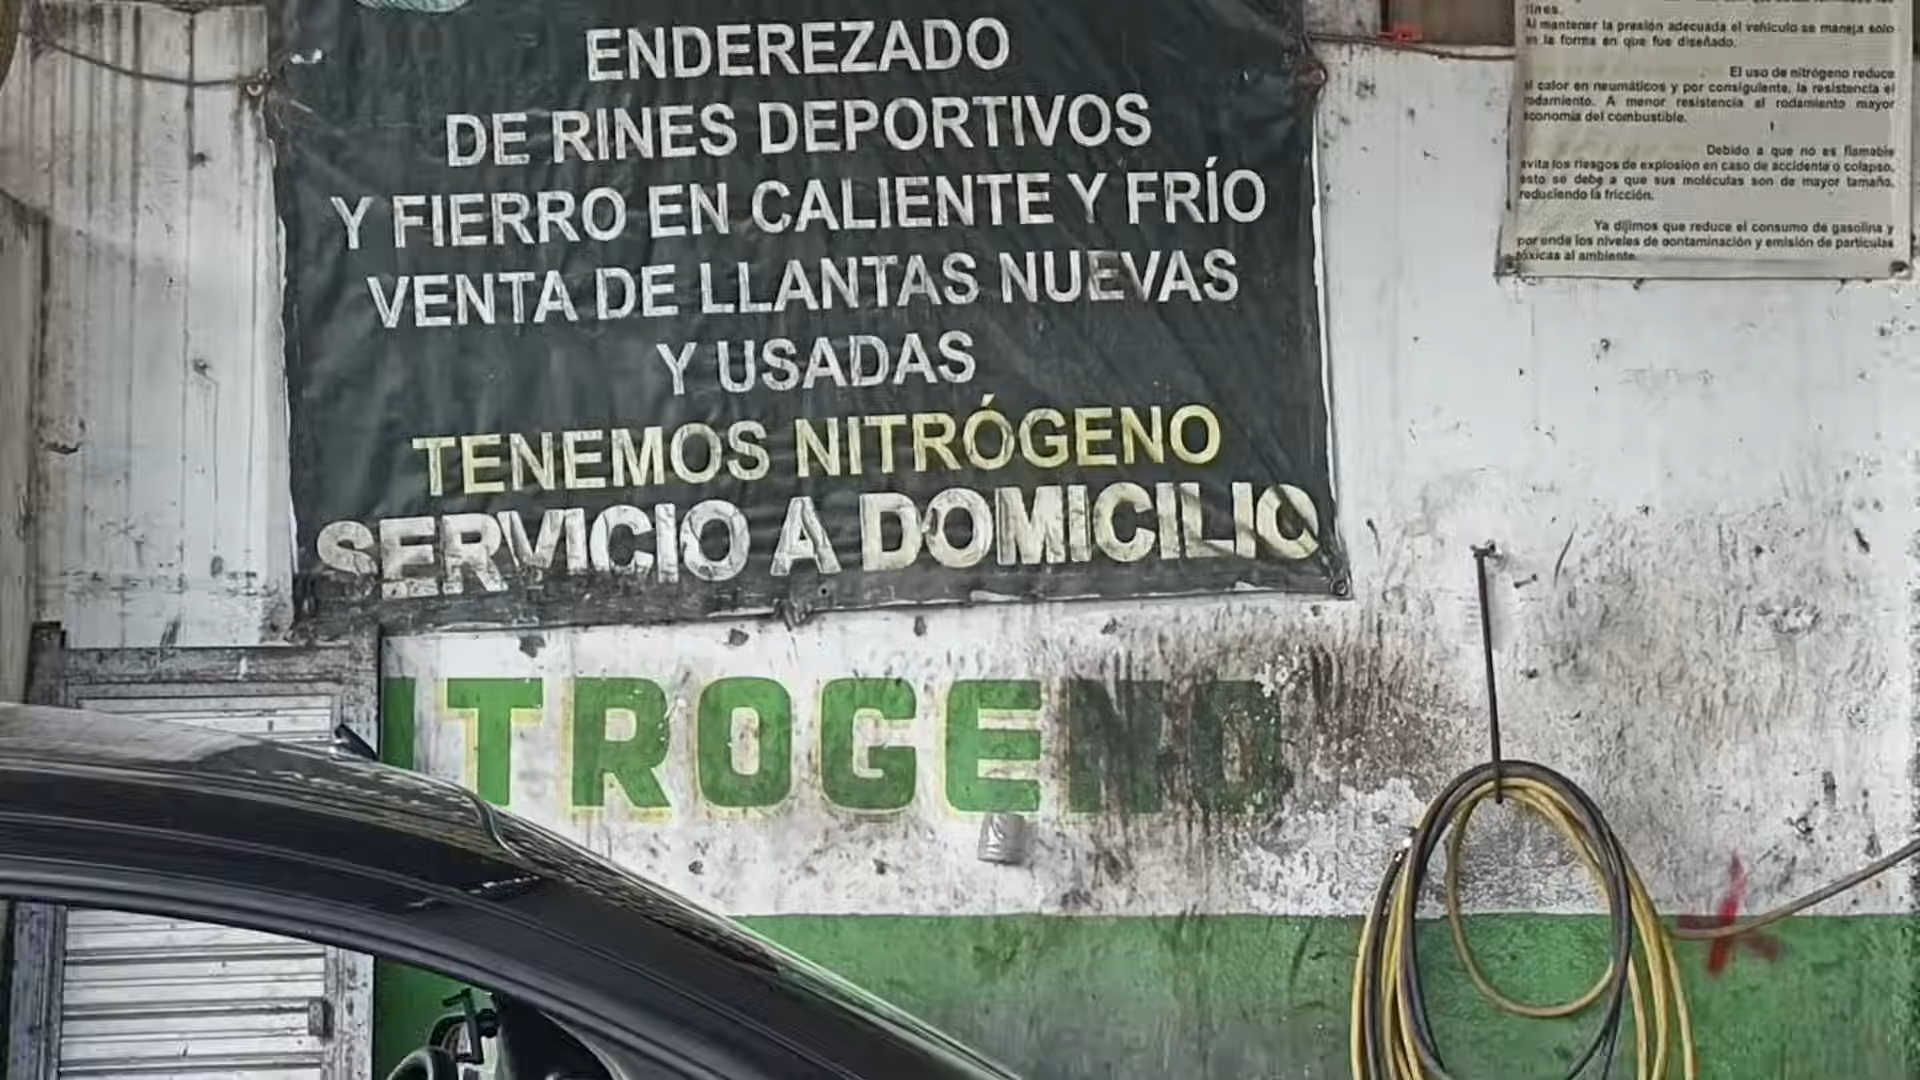 ENDEREZADO
DE RINES DEPORTIVOS
Y FIERRO EN CALIENTE Y FRÍO
VENTA DE LLANTAS NUEVAS
Y USADAS
TENEMOS NITRÓGENO
SERVICIO A DOMICILIO
ITROGENO
rines.
Al mantener la presión adecuada el vehículo se maneja solo
en la forma en que fue diseñado.
El uso de nitrógeno reduce
el calor en neumáticos y por consiguiente, la resistencia el
rodamiento. A menor resistencia al rodamiento mayor
economía del combustible.
Debido a que no es flamable
evita los riesgos de explosión en caso de accidente o colapso,
esto se debe a que sus moléculas son de mayor tamaño,
reduciendo la fricción.
Ya dijimos que reduce el consumo de gasolina y
por ende los niveles de contaminación y emisión de partículas
tóxicas al ambiente.